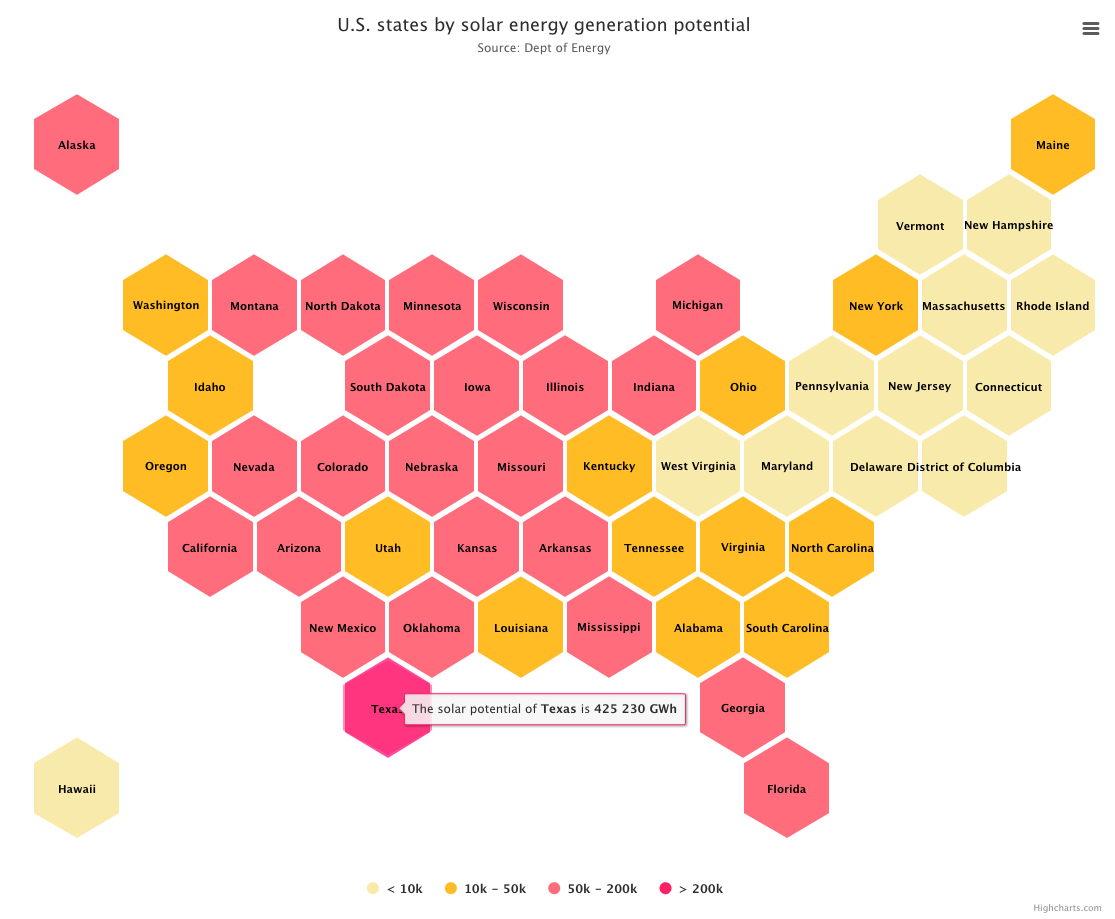 U.S. states by solar energy generation potential
Source: Dept of Energy
Alaska
Maine
Vermont
New Hampshire
Washington
Montana
North Dakota
Minnesota
Wisconsin
Michigan
New York
Massachusetts
Rhode Island
Idaho
South Dakota
Iowa
Illinois
Indiana
Ohio
Pennsylvania
New Jersey
Connecticut
Oregon
Nevada
Colorado
Nebraska
Missouri
Kentucky
West Virginia
Maryland
Delaware
District of Columbia
California
Arizona
Utah
Kansas
Arkansas
Tennessee
Virginia
North Carolina
New Mexico
Oklahoma
Louisiana
Mississippi
Alabama
South Carolina
Texas
The solar potential of Texas is 425 230 GWh
Georgia
Hawaii
Florida
< 10k
10k - 50k
50k - 200k
> 200k
Highcharts.com